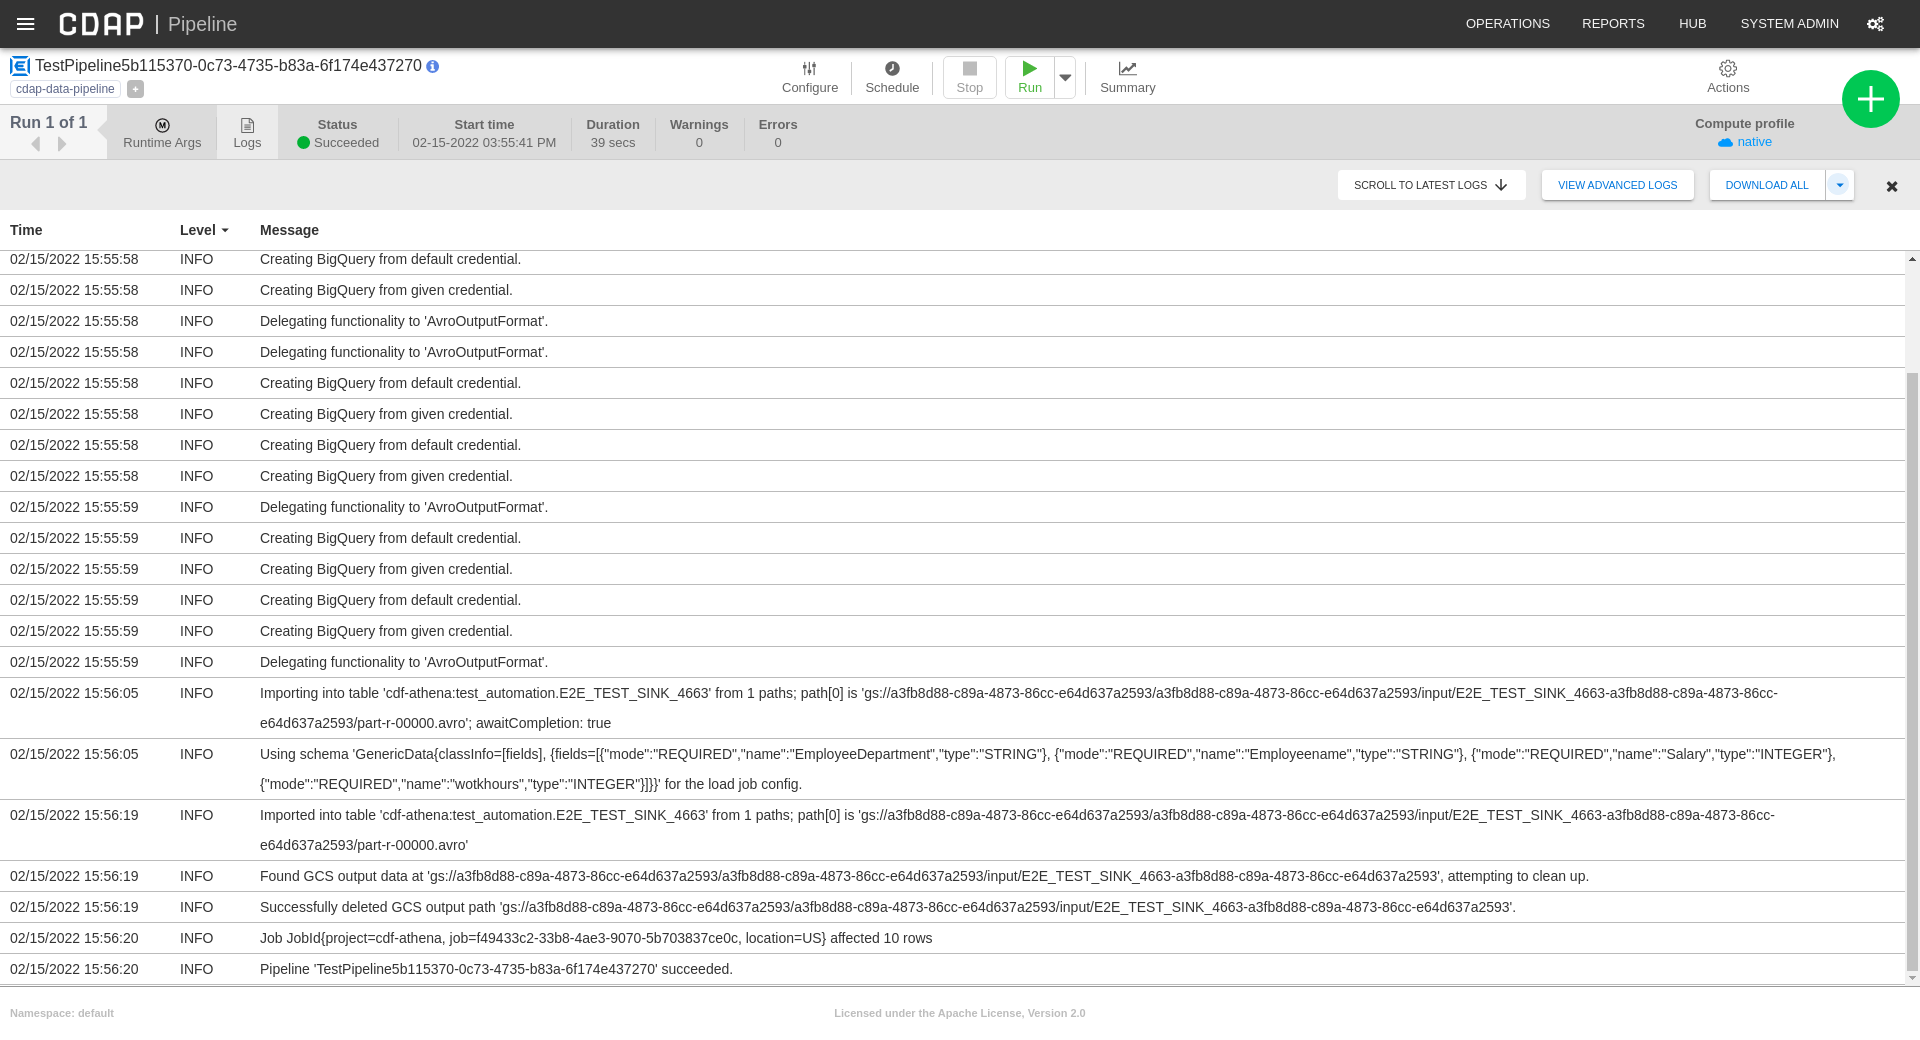 CDAP | Pipeline
OPERATIONS REPORTS HUB SYSTEM ADMIN
TestPipeline5b115370-0c73-4735-b83a-6f174e437270
cdap-data-pipeline +
Configure Schedule Stop Run Summary Actions
Run 1 of 1
Runtime Args Logs
Status Start time Duration Warnings Errors Compute profile
Succeeded 02-15-2022 03:55:41 PM 39 secs 0 0 native
SCROLL TO LATEST LOGS VIEW ADVANCED LOGS DOWNLOAD ALL
Time Level Message
02/15/2022 15:55:58 INFO Creating BigQuery from default credential.
02/15/2022 15:55:58 INFO Creating BigQuery from given credential.
02/15/2022 15:55:58 INFO Delegating functionality to 'AvroOutputFormat'.
02/15/2022 15:55:58 INFO Delegating functionality to 'AvroOutputFormat'.
02/15/2022 15:55:58 INFO Creating BigQuery from default credential.
02/15/2022 15:55:58 INFO Creating BigQuery from given credential.
02/15/2022 15:55:58 INFO Creating BigQuery from default credential.
02/15/2022 15:55:58 INFO Creating BigQuery from given credential.
02/15/2022 15:55:59 INFO Delegating functionality to 'AvroOutputFormat'.
02/15/2022 15:55:59 INFO Creating BigQuery from default credential.
02/15/2022 15:55:59 INFO Creating BigQuery from given credential.
02/15/2022 15:55:59 INFO Creating BigQuery from default credential.
02/15/2022 15:55:59 INFO Creating BigQuery from given credential.
02/15/2022 15:55:59 INFO Delegating functionality to 'AvroOutputFormat'.
02/15/2022 15:56:05 INFO Importing into table 'cdf-athena:test_automation.E2E_TEST_SINK_4663' from 1 paths; path[0] is 'gs://a3fb8d88-c89a-4873-86cc-e64d637a2593/a3fb8d88-c89a-4873-86cc-e64d637a2593/input/E2E_TEST_SINK_4663-a3fb8d88-c89a-4873-86cc-
e64d637a2593/part-r-00000.avro'; awaitCompletion: true
02/15/2022 15:56:05 INFO Using schema 'GenericData{classInfo=[fields], {fields=[{"mode":"REQUIRED","name":"EmployeeDepartment","type":"STRING"}, {"mode":"REQUIRED","name":"Employeename","type":"STRING"}, {"mode":"REQUIRED","name":"Salary","type":"INTEGER"},
{"mode":"REQUIRED","name":"wotkhours","type":"INTEGER"}]}}' for the load job config.
02/15/2022 15:56:19 INFO Imported into table 'cdf-athena:test_automation.E2E_TEST_SINK_4663' from 1 paths; path[0] is 'gs://a3fb8d88-c89a-4873-86cc-e64d637a2593/a3fb8d88-c89a-4873-86cc-e64d637a2593/input/E2E_TEST_SINK_4663-a3fb8d88-c89a-4873-86cc-
e64d637a2593/part-r-00000.avro'
02/15/2022 15:56:19 INFO Found GCS output data at 'gs://a3fb8d88-c89a-4873-86cc-e64d637a2593/a3fb8d88-c89a-4873-86cc-e64d637a2593/input/E2E_TEST_SINK_4663-a3fb8d88-c89a-4873-86cc-e64d637a2593', attempting to clean up.
02/15/2022 15:56:19 INFO Successfully deleted GCS output path 'gs://a3fb8d88-c89a-4873-86cc-e64d637a2593/a3fb8d88-c89a-4873-86cc-e64d637a2593/input/E2E_TEST_SINK_4663-a3fb8d88-c89a-4873-86cc-e64d637a2593'.
02/15/2022 15:56:20 INFO Job JobId{project=cdf-athena, job=f49433c2-33b8-4ae3-9070-5b703837ce0c, location=US} affected 10 rows
02/15/2022 15:56:20 INFO Pipeline 'TestPipeline5b115370-0c73-4735-b83a-6f174e437270' succeeded.
Namespace: default Licensed under the Apache License, Version 2.0